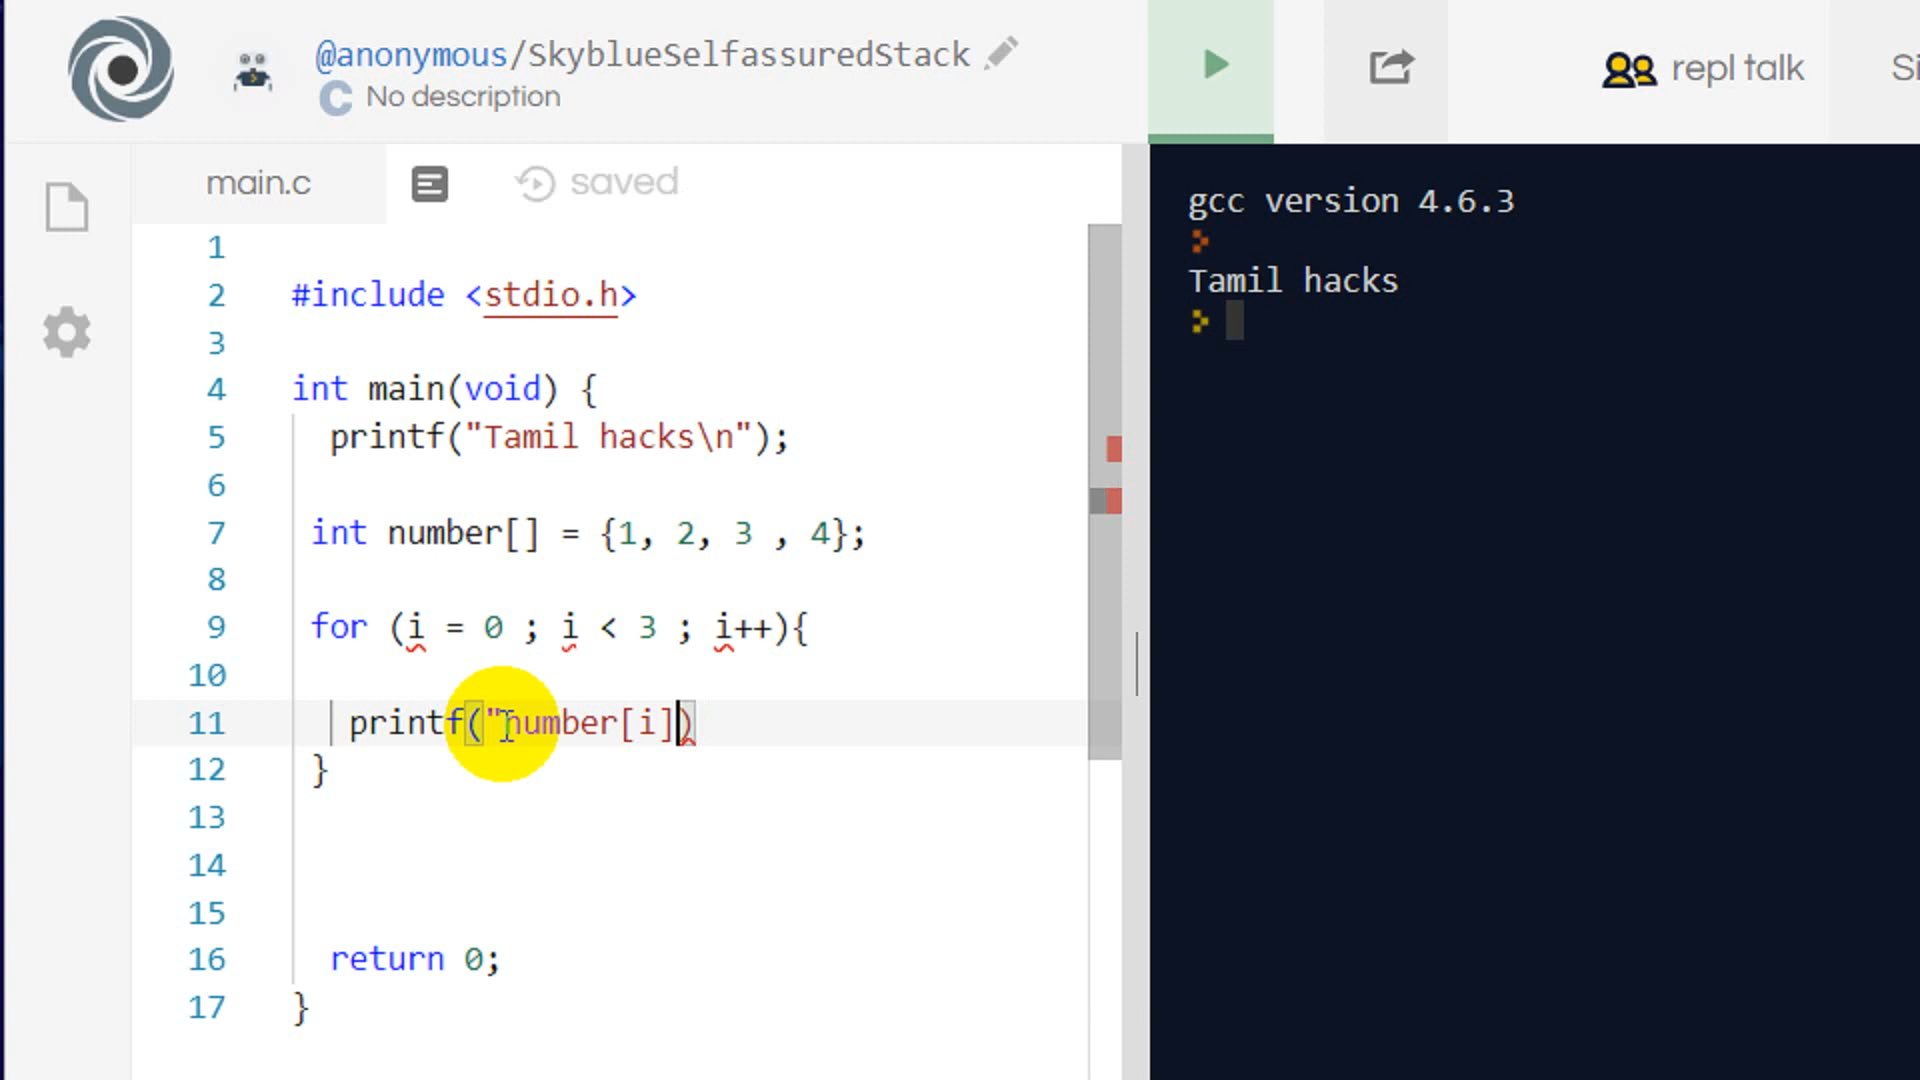 @anonymous/SkyblueSelfassuredStack
C No description
repl talk
Si
main.c
saved
1
2 #include <stdio.h>
3
4 int main(void) {
5 printf("Tamil hacks\n");
6
7 int number[] = {1, 2, 3 , 4};
8
9 for (i = 0 ; i < 3 ; i++){
10
11 printf("number[i])
12 }
13
14
15
16 return 0;
17 }
gcc version 4.6.3
>
Tamil hacks
>